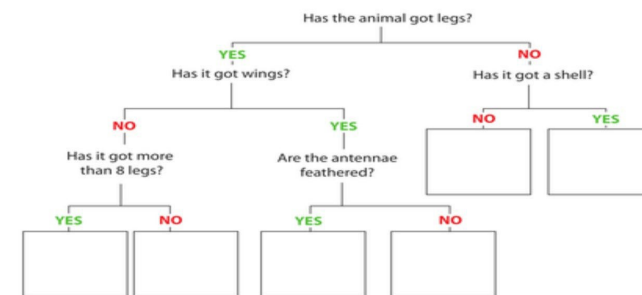 Has the animal got legs?
YES
NO
Has it got wings?
Has it got a shell?
NO
YES
NO
YES
Has it got more
than 8 legs?
Are the antennae
feathered?
YES
NO
YES
NO